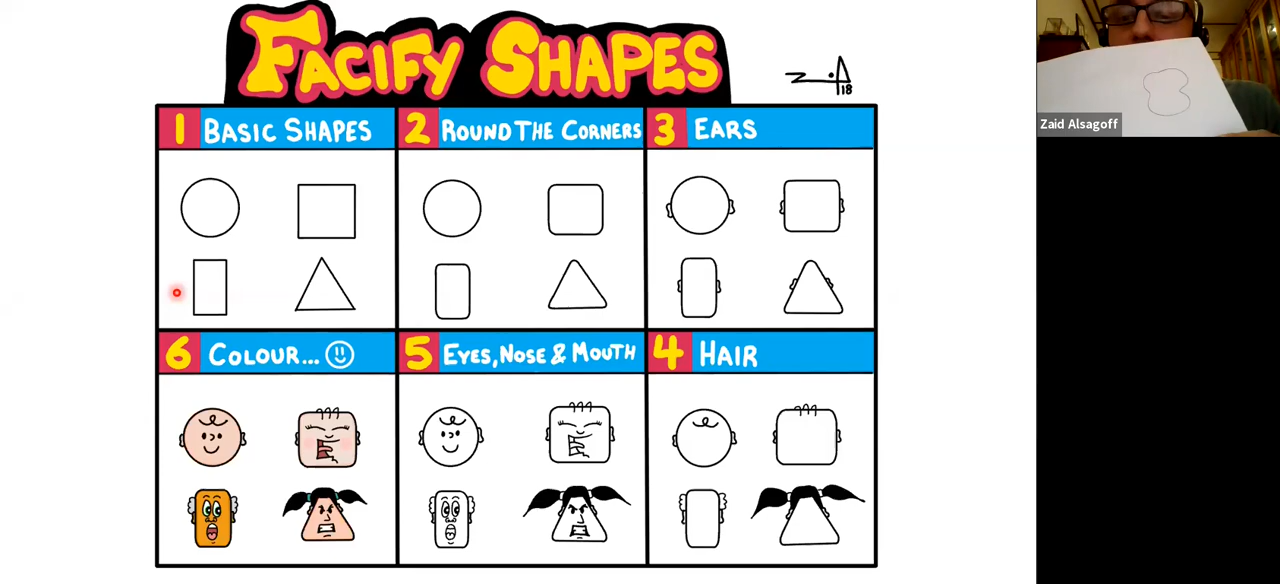 FACIFY SHAPES
Z.A 18
Zaid Alsagoff
1 BASIC SHAPES
2 ROUND THE CORNERS
3 EARS
6 COLOUR...
5 EYES, NOSE & MOUTH
4 HAIR